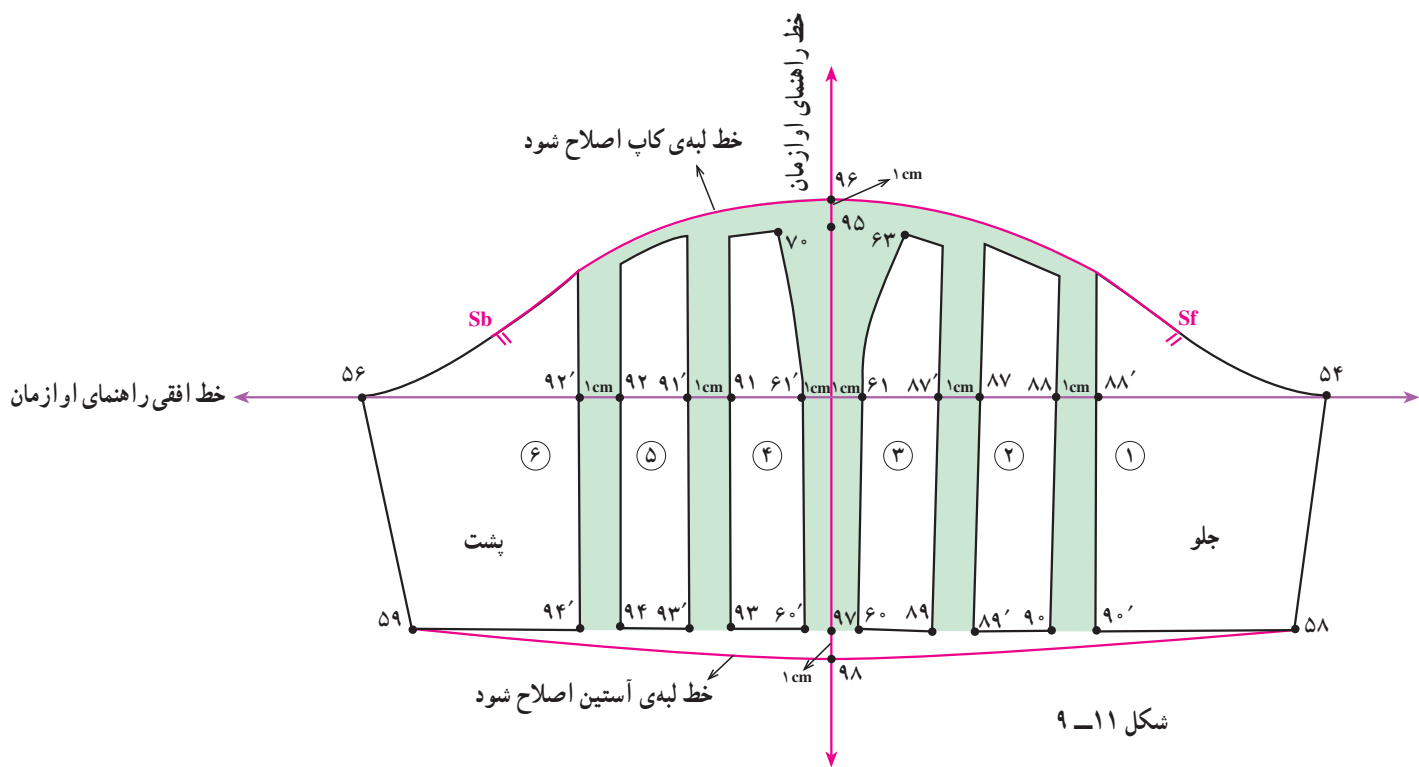 خط راهنمای اوازمان
خط لبه‌ی کاپ اصلاح شود
۹۶
۱cm
۹۵
۷۰
۶۳
Sb
Sf
۵۶
۵۴
خط افقی راهنمای اوازمان
۹۲′ ۱cm ۹۲ ۹۱′ ۱cm ۹۱ ۶۱′ ۱cm ۱cm ۶۱ ۸۷′ ۱cm ۸۷ ۸۸ ۱cm ۸۸′
۶ ۵ ۴ ۳ ۲ ۱
پشت
جلو
۵۹ ۹۴′ ۹۴ ۹۳′ ۹۳ ۶۰′ ۹۷ ۶۰ ۸۹ ۸۹′ ۹۰ ۹۰′ ۵۸
۱cm
۹۸
خط لبه‌ی آستین اصلاح شود
شکل ۱۱ــ ۹